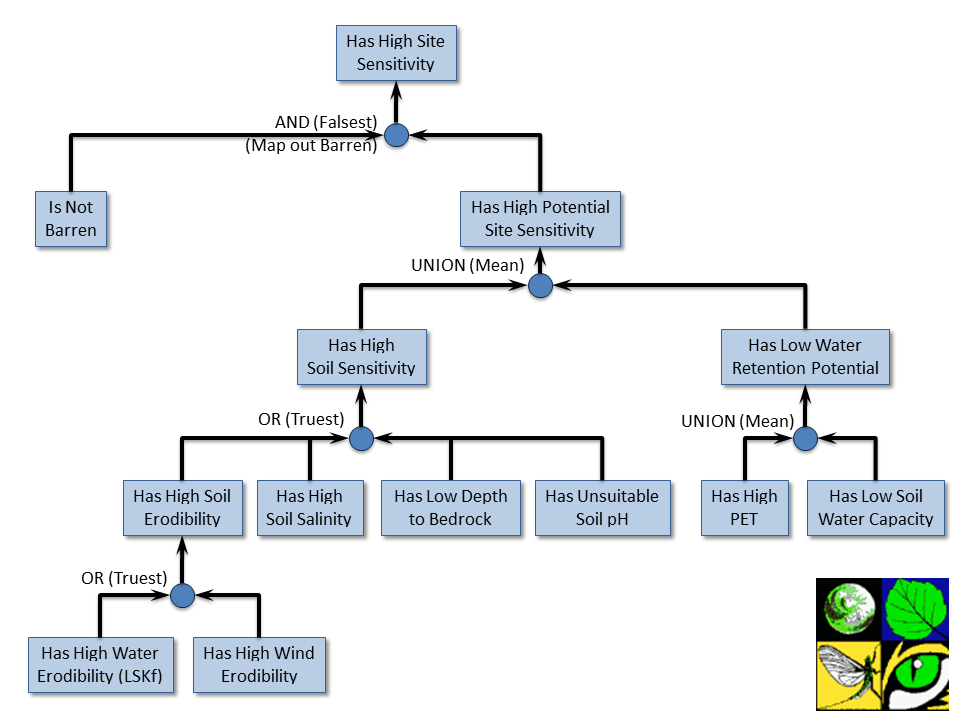 Has High Site
Sensitivity
AND (Falsest)
(Map out Barren)
Is Not
Barren
Has High Potential
Site Sensitivity
UNION (Mean)
Has High
Soil Sensitivity
Has Low Water
Retention Potential
OR (Truest)
UNION (Mean)
Has High Soil
Erodibility
Has High
Soil Salinity
Has Low Depth
to Bedrock
Has Unsuitable
Soil pH
Has High
PET
Has Low Soil
Water Capacity
OR (Truest)
Has High Water
Erodibility (LSKf)
Has High Wind
Erodibility